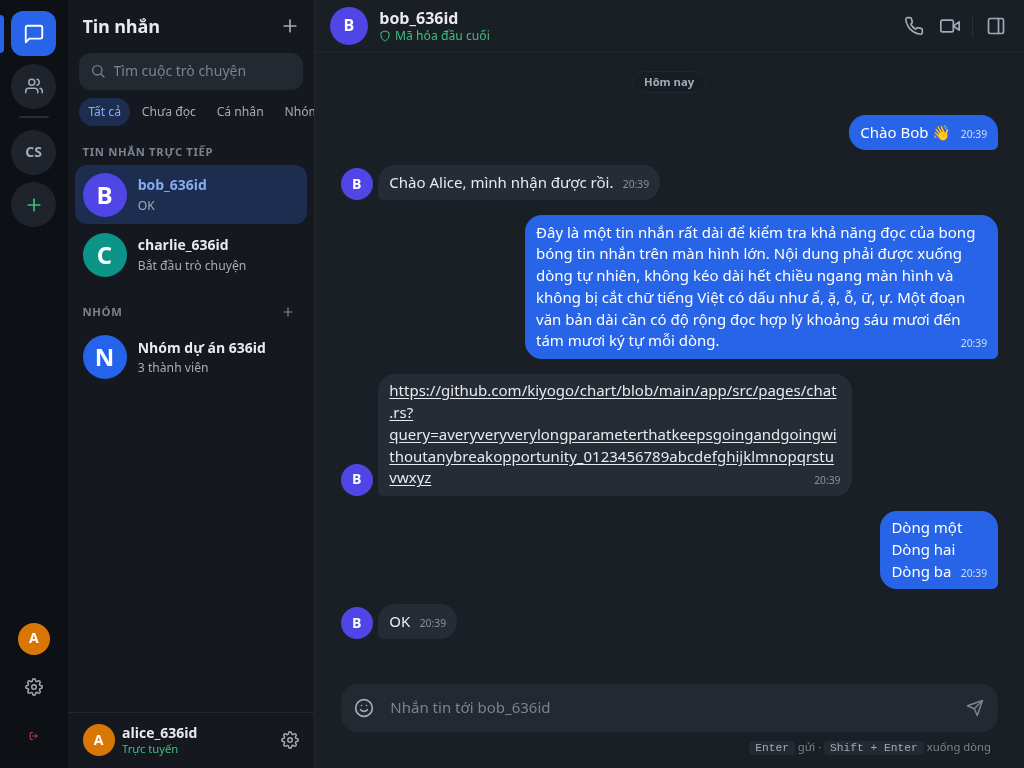 CS
A
Tin nhắn
Tìm cuộc trò chuyện
Tất cả
Chưa đọc
Cá nhân
Nhóm
TIN NHẮN TRỰC TIẾP
B
bob_636id
OK
C
charlie_636id
Bắt đầu trò chuyện
NHÓM
N
Nhóm dự án 636id
3 thành viên
A
alice_636id
Trực tuyến
B
bob_636id
Mã hóa đầu cuối
Hôm nay
Chào Bob 👋 20:39
B
Chào Alice, mình nhận được rồi. 20:39
Đây là một tin nhắn rất dài để kiểm tra khả năng đọc của bong
bóng tin nhắn trên màn hình lớn. Nội dung phải được xuống
dòng tự nhiên, không kéo dài hết chiều ngang màn hình và
không bị cắt chữ tiếng Việt có dấu như ẩ, ặ, ỗ, ữ, ự. Một đoạn
văn bản dài cần có độ rộng đọc hợp lý khoảng sáu mươi đến
tám mươi ký tự mỗi dòng. 20:39
https://github.com/kiyogo/chart/blob/main/app/src/pages/chat
.rs?
query=averyveryverylongparameterthatkeepsgoingandgoingwi
thoutanybreakopportunity_0123456789abcdefghijklmnopqrstu
vwxyz 20:39
B
Dòng một
Dòng hai
Dòng ba 20:39
B
OK 20:39
Nhắn tin tới bob_636id
Enter gửi · Shift + Enter xuống dòng